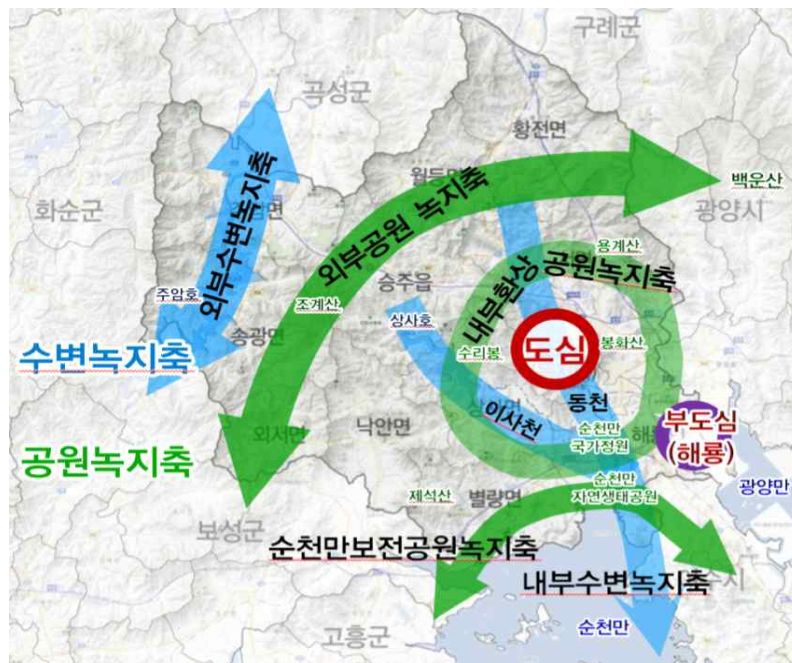 구례군
곡성군
황전면
월등면
백운산
화순군
외부수변녹지축
외부공원 녹지축
광양시
용계산
공원녹지축
승주읍
내부환상
주암호
조계산
상사호
송광면
수변녹지축
도심
수리봉
봉화산
동천
이사천
부도심
(해룡)
외서면
낙안면
순천만
국가정원
공원녹지축
순천만
자연생태공원
광양만
제석산
별량면
보성군
순천만보전공원녹지축
내부수변녹지축
순천만
고흥군